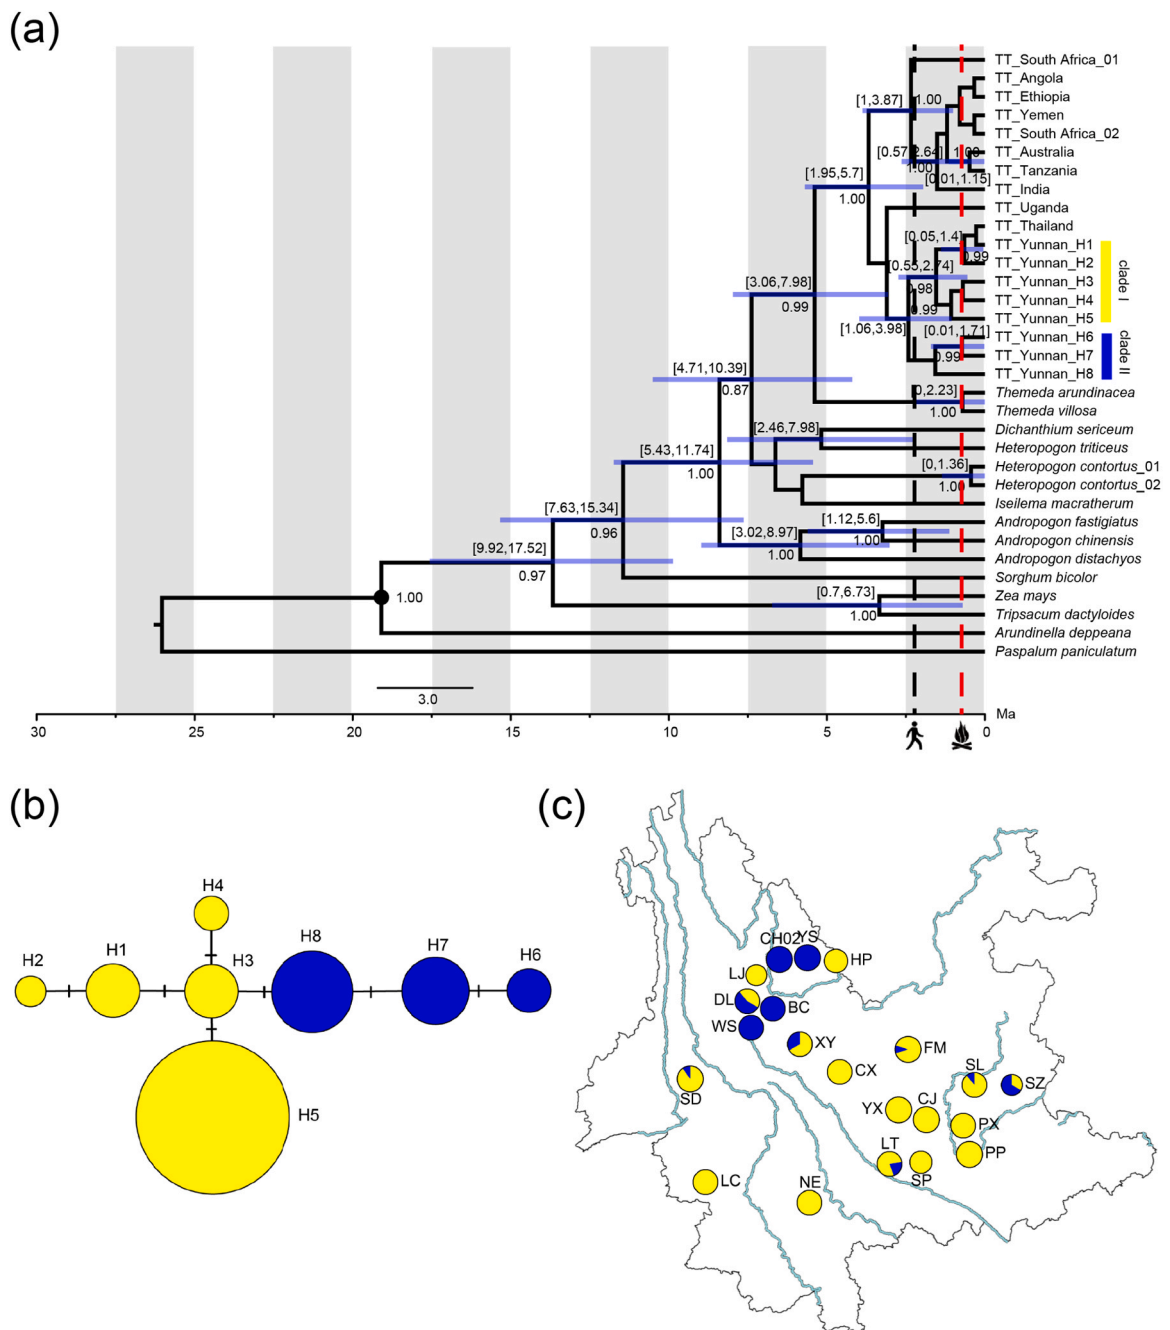 (a)
TT_South Africa_01
TT_Angola
[1,3.87]
1.00
TT_Ethiopia
TT_Yemen
TT_South Africa_02
[0.57,2.64]
1.00
TT_Australia
1.00
TT_Tanzania
[1.95,5.7]
[0.01,1.15]
TT_India
1.00
TT_Uganda
TT_Thailand
[0.05,1.4]
TT_Yunnan_H1
0.99
TT_Yunnan_H2
[0.55,2.74]
[3.06,7.98]
0.98
TT_Yunnan_H3
0.99
TT_Yunnan_H4
0.99
TT_Yunnan_H5
clade I
[1.06,3.98]
[0.01,1.71]
TT_Yunnan_H6
0.99
TT_Yunnan_H7
TT_Yunnan_H8
clade II
[4.71,10.39]
0.87
[0,2.23]
Themeda arundinacea
1.00
Themeda villosa
[2.46,7.98]
Dichanthium sericeum
Heteropogon triticeus
[5.43,11.74]
1.00
[0,1.36]
Heteropogon contortus_01
1.00
Heteropogon contortus_02
Iseilema macratherum
[7.63,15.34]
0.96
[1.12,5.6]
Andropogon fastigiatus
[3.02,8.97]
1.00
Andropogon chinensis
1.00
Andropogon distachyos
[9.92,17.52]
0.97
Sorghum bicolor
[0.7,6.73]
Zea mays
1.00
1.00
Tripsacum dactyloides
Arundinella deppeana
Paspalum paniculatum
3.0
Ma
30 25 20 15 10 5 0
(b)
H4
H2 H1 H3 H8 H7 H6
H5
(c)
CH02 YS HP
LJ
DL BC
WS
XY FM
CX SL SZ
SD
YX CJ PX
LT SP PP
LC NE